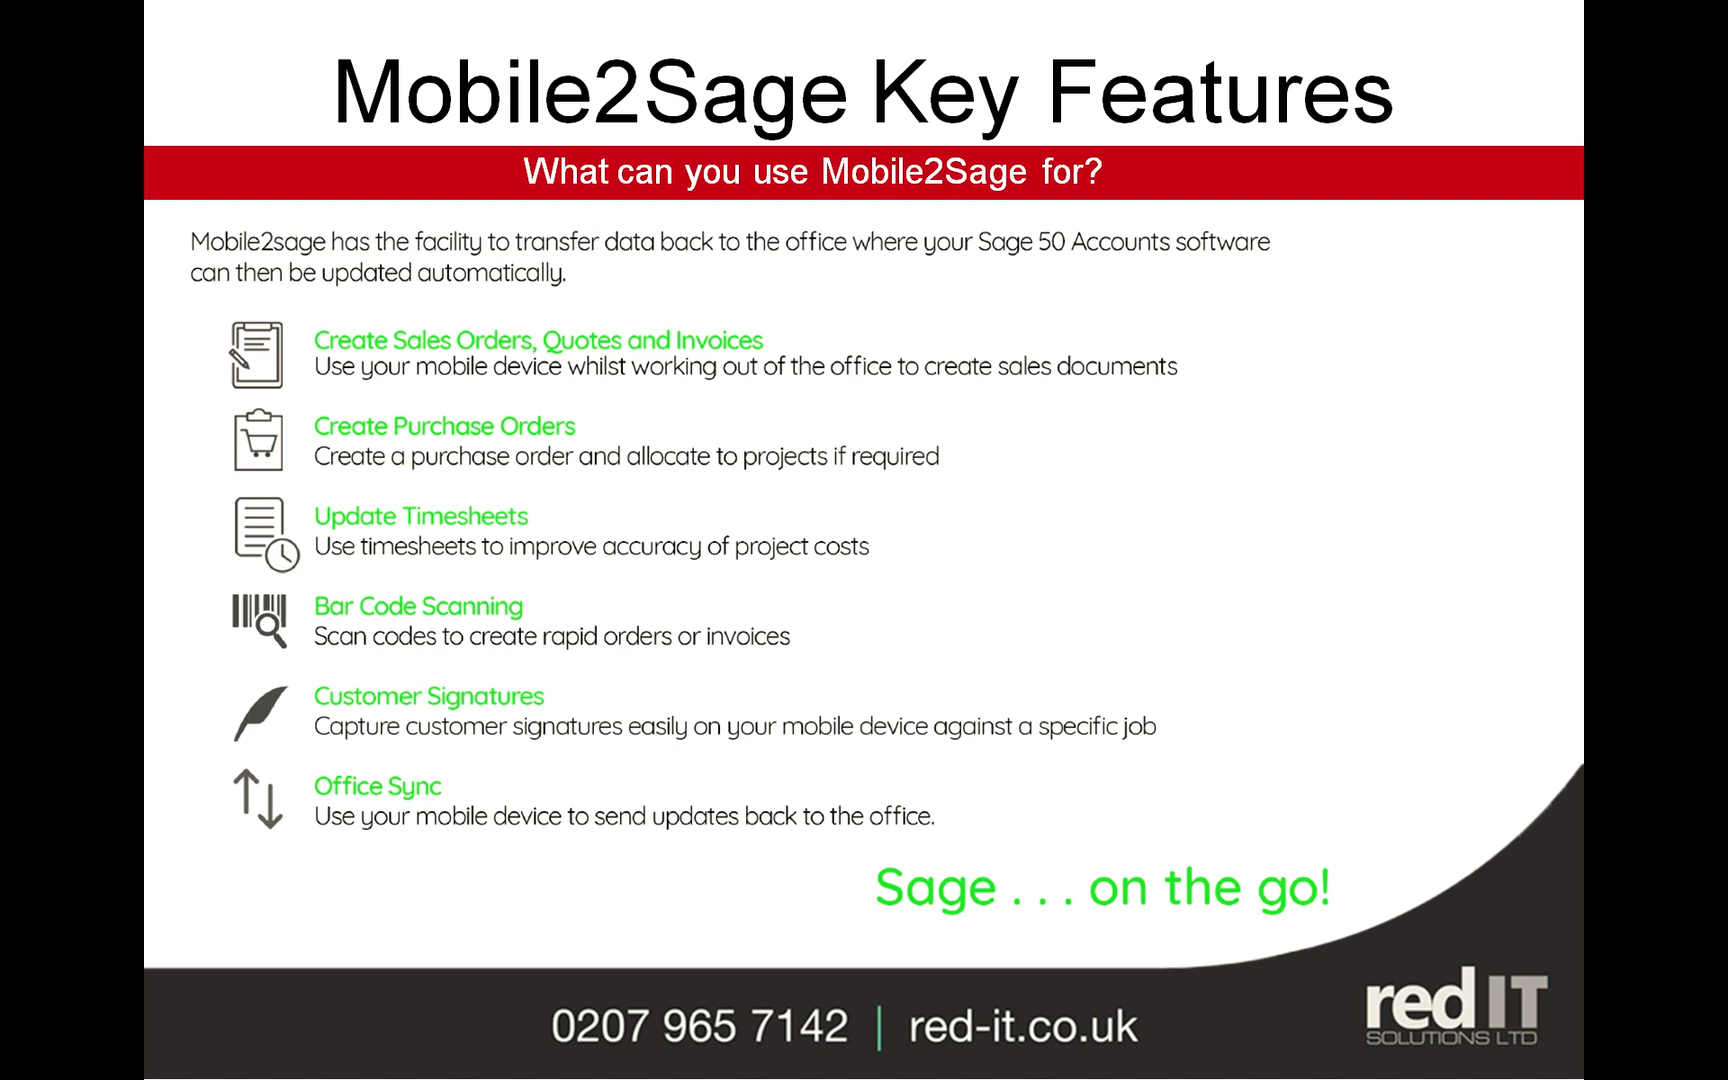 Mobile2Sage Key Features
What can you use Mobile2Sage for?
Mobile2sage has the facility to transfer data back to the office where your Sage 50 Accounts software
can then be updated automatically.
Create Sales Orders, Quotes and Invoices
Use your mobile device whilst working out of the office to create sales documents
Create Purchase Orders
Create a purchase order and allocate to projects if required
Update Timesheets
Use timesheets to improve accuracy of project costs
Bar Code Scanning
Scan codes to create rapid orders or invoices
Customer Signatures
Capture customer signatures easily on your mobile device against a specific job
Office Sync
Use your mobile device to send updates back to the office.
Sage . . . on the go!
0207 965 7142 | red-it.co.uk
red IT
SOLUTIONS LTD